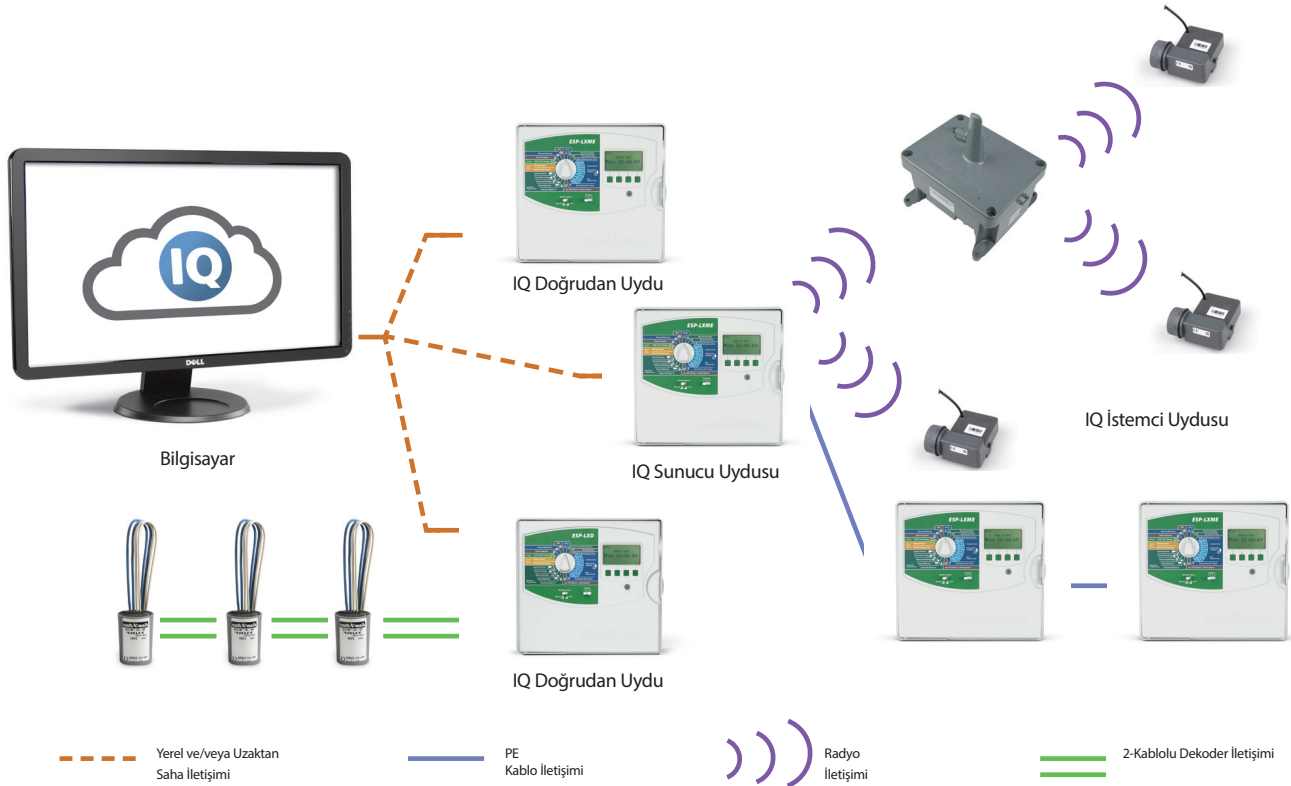 IQ
DELL
Bilgisayar
ESP-LXME
IQ Doğrudan Uydu
ESP-LXME
IQ Sunucu Uydusu
ESP-LXD
IQ Doğrudan Uydu
IQ İstemci Uydusu
ESP-LXME
ESP-LXME
Yerel ve/veya Uzaktan
Saha İletişimi
PE
Kablo İletişimi
Radyo
İletişimi
2-Kablolu Dekoder İletişimi